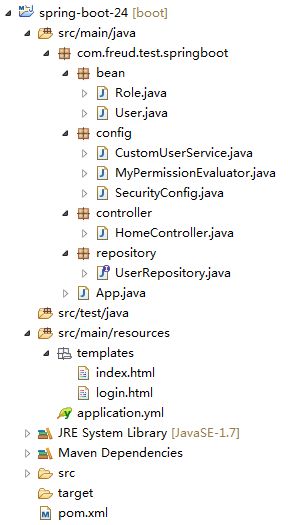 spring-boot-24 [boot]
src/main/java
com.freud.test.springboot
bean
Role.java
User.java
config
CustomUserService.java
MyPermissionEvaluator.java
SecurityConfig.java
controller
HomeController.java
repository
UserRepository.java
App.java
src/test/java
src/main/resources
templates
index.html
login.html
application.yml
JRE System Library [JavaSE-1.7]
Maven Dependencies
src
target
pom.xml